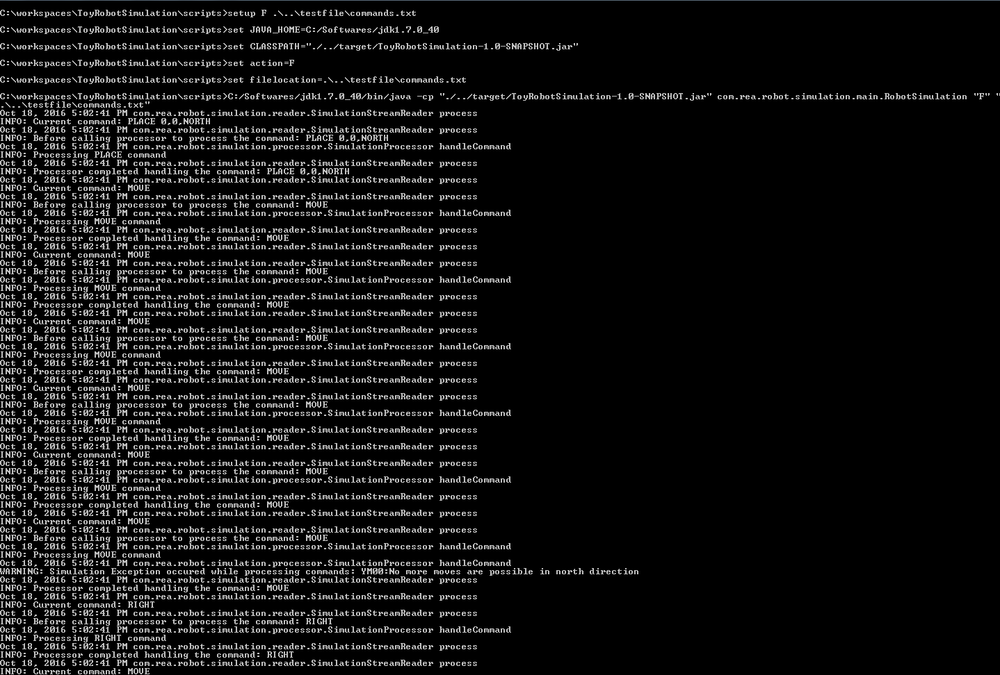 C:\workspaces\ToyRobotSimulation\scripts>setup F .\..\testfile\commands.txt
C:\workspaces\ToyRobotSimulation\scripts>set JAVA_HOME=C:/Softwares/jdk1.7.0_40
C:\workspaces\ToyRobotSimulation\scripts>set CLASSPATH="./../target/ToyRobotSimulation-1.0-SNAPSHOT.jar"
C:\workspaces\ToyRobotSimulation\scripts>set action=F
C:\workspaces\ToyRobotSimulation\scripts>set filelocation=.\..\testfile\commands.txt
C:\workspaces\ToyRobotSimulation\scripts>C:/Softwares/jdk1.7.0_40/bin/java -cp "./../target/ToyRobotSimulation-1.0-SNAPSHOT.jar" com.rea.robot.simulation.main.RobotSimulation "F" "
.\..\testfile\commands.txt"
Oct 18, 2016 5:02:41 PM com.rea.robot.simulation.reader.SimulationStreamReader process
INFO: Current command: PLACE 0,0,NORTH
Oct 18, 2016 5:02:41 PM com.rea.robot.simulation.reader.SimulationStreamReader process
INFO: Before calling processor to process the command: PLACE 0,0,NORTH
Oct 18, 2016 5:02:41 PM com.rea.robot.simulation.processor.SimulationProcessor handleCommand
INFO: Processing PLACE command
Oct 18, 2016 5:02:41 PM com.rea.robot.simulation.reader.SimulationStreamReader process
INFO: Processor completed handling the command: PLACE 0,0,NORTH
Oct 18, 2016 5:02:41 PM com.rea.robot.simulation.reader.SimulationStreamReader process
INFO: Current command: MOVE
Oct 18, 2016 5:02:41 PM com.rea.robot.simulation.reader.SimulationStreamReader process
INFO: Before calling processor to process the command: MOVE
Oct 18, 2016 5:02:41 PM com.rea.robot.simulation.processor.SimulationProcessor handleCommand
INFO: Processing MOVE command
Oct 18, 2016 5:02:41 PM com.rea.robot.simulation.reader.SimulationStreamReader process
INFO: Processor completed handling the command: MOVE
Oct 18, 2016 5:02:41 PM com.rea.robot.simulation.reader.SimulationStreamReader process
INFO: Current command: MOVE
Oct 18, 2016 5:02:41 PM com.rea.robot.simulation.reader.SimulationStreamReader process
INFO: Before calling processor to process the command: MOVE
Oct 18, 2016 5:02:41 PM com.rea.robot.simulation.processor.SimulationProcessor handleCommand
INFO: Processing MOVE command
Oct 18, 2016 5:02:41 PM com.rea.robot.simulation.reader.SimulationStreamReader process
INFO: Processor completed handling the command: MOVE
Oct 18, 2016 5:02:41 PM com.rea.robot.simulation.reader.SimulationStreamReader process
INFO: Current command: MOVE
Oct 18, 2016 5:02:41 PM com.rea.robot.simulation.reader.SimulationStreamReader process
INFO: Before calling processor to process the command: MOVE
Oct 18, 2016 5:02:41 PM com.rea.robot.simulation.processor.SimulationProcessor handleCommand
INFO: Processing MOVE command
Oct 18, 2016 5:02:41 PM com.rea.robot.simulation.reader.SimulationStreamReader process
INFO: Processor completed handling the command: MOVE
Oct 18, 2016 5:02:41 PM com.rea.robot.simulation.reader.SimulationStreamReader process
INFO: Current command: MOVE
Oct 18, 2016 5:02:41 PM com.rea.robot.simulation.reader.SimulationStreamReader process
INFO: Before calling processor to process the command: MOVE
Oct 18, 2016 5:02:41 PM com.rea.robot.simulation.processor.SimulationProcessor handleCommand
INFO: Processing MOVE command
Oct 18, 2016 5:02:41 PM com.rea.robot.simulation.reader.SimulationStreamReader process
INFO: Processor completed handling the command: MOVE
Oct 18, 2016 5:02:41 PM com.rea.robot.simulation.reader.SimulationStreamReader process
INFO: Current command: MOVE
Oct 18, 2016 5:02:41 PM com.rea.robot.simulation.reader.SimulationStreamReader process
INFO: Before calling processor to process the command: MOVE
Oct 18, 2016 5:02:41 PM com.rea.robot.simulation.processor.SimulationProcessor handleCommand
INFO: Processing MOVE command
Oct 18, 2016 5:02:41 PM com.rea.robot.simulation.reader.SimulationStreamReader process
INFO: Processor completed handling the command: MOVE
Oct 18, 2016 5:02:41 PM com.rea.robot.simulation.reader.SimulationStreamReader process
INFO: Current command: MOVE
Oct 18, 2016 5:02:41 PM com.rea.robot.simulation.reader.SimulationStreamReader process
INFO: Before calling processor to process the command: MOVE
Oct 18, 2016 5:02:41 PM com.rea.robot.simulation.processor.SimulationProcessor handleCommand
INFO: Processing MOVE command
Oct 18, 2016 5:02:41 PM com.rea.robot.simulation.processor.SimulationProcessor handleCommand
WARNING: Simulation Exception occured while processing commands: YM00:No more moves are possible in north direction
Oct 18, 2016 5:02:41 PM com.rea.robot.simulation.reader.SimulationStreamReader process
INFO: Processor completed handling the command: MOVE
Oct 18, 2016 5:02:41 PM com.rea.robot.simulation.reader.SimulationStreamReader process
INFO: Current command: RIGHT
Oct 18, 2016 5:02:41 PM com.rea.robot.simulation.reader.SimulationStreamReader process
INFO: Before calling processor to process the command: RIGHT
Oct 18, 2016 5:02:41 PM com.rea.robot.simulation.processor.SimulationProcessor handleCommand
INFO: Processing RIGHT command
Oct 18, 2016 5:02:41 PM com.rea.robot.simulation.reader.SimulationStreamReader process
INFO: Processor completed handling the command: RIGHT
Oct 18, 2016 5:02:41 PM com.rea.robot.simulation.reader.SimulationStreamReader process
INFO: Current command: MOVE